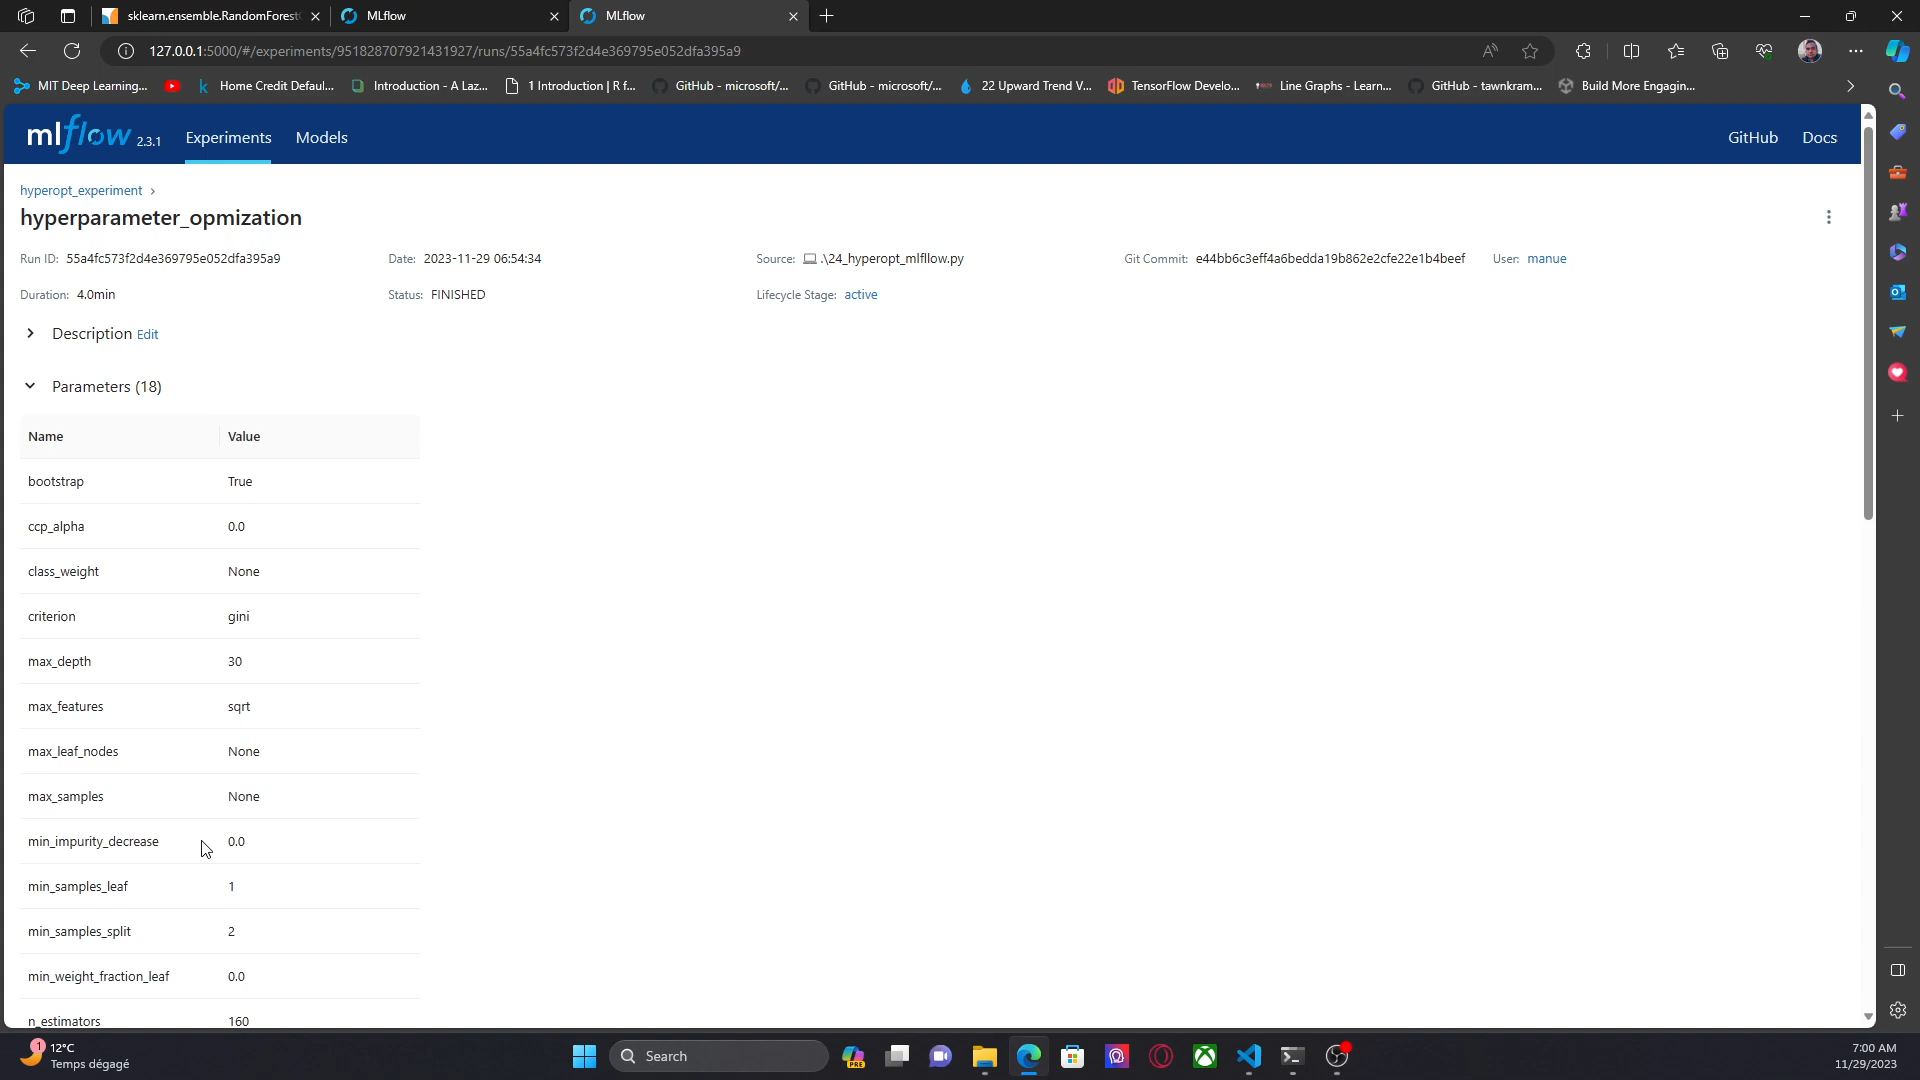 sklearn.ensemble.RandomForest
MLflow
MLflow
127.0.0.1:5000/#/experiments/951828707921431927/runs/55a4fc573f2d4e369795e052dfa395a9
MIT Deep Learning...
Home Credit Defaul...
Introduction - A Laz...
1 Introduction | R f...
GitHub - microsoft/...
GitHub - microsoft/...
22 Upward Trend V...
TensorFlow Develo...
Line Graphs - Learn...
GitHub - tawnkram...
Build More Engagin...
mlflow 2.3.1
Experiments
Models
GitHub
Docs
hyperopt_experiment
hyperparameter_opmization
Run ID: 55a4fc573f2d4e369795e052dfa395a9
Date: 2023-11-29 06:54:34
Source: .\24_hyperopt_mlfllow.py
Git Commit: e44bb6c3eff4a6bedda19b862e2cfe22e1b4beef
User: manue
Duration: 4.0min
Status: FINISHED
Lifecycle Stage: active
Description Edit
Parameters (18)
Name Value
bootstrap True
ccp_alpha 0.0
class_weight None
criterion gini
max_depth 30
max_features sqrt
max_leaf_nodes None
max_samples None
min_impurity_decrease 0.0
min_samples_leaf 1
min_samples_split 2
min_weight_fraction_leaf 0.0
n_estimators 160
1
12°C
Temps dégagé
Search
PRE
7:00 AM
11/29/2023